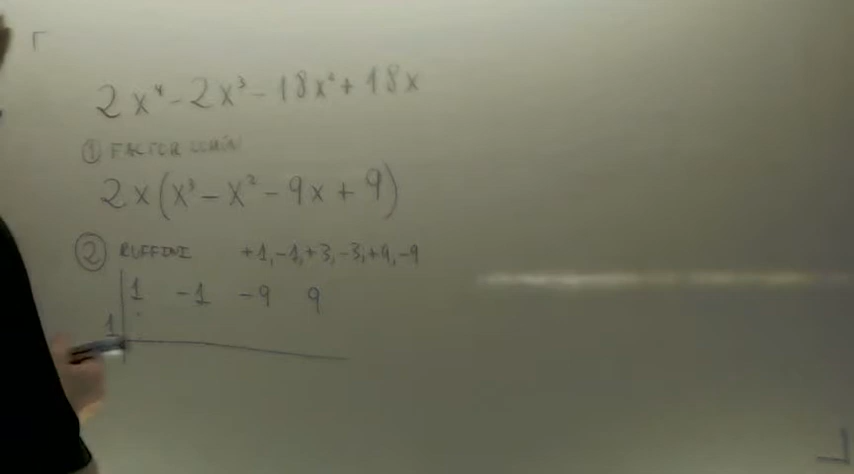 2x⁴ - 2x³ - 18x² + 18x
① FACTOR COMÚN
2x(x³ - x² - 9x + 9)
② RUFFINI +1, -1, +3, -3, +9, -9
1 -1 -9 9
1